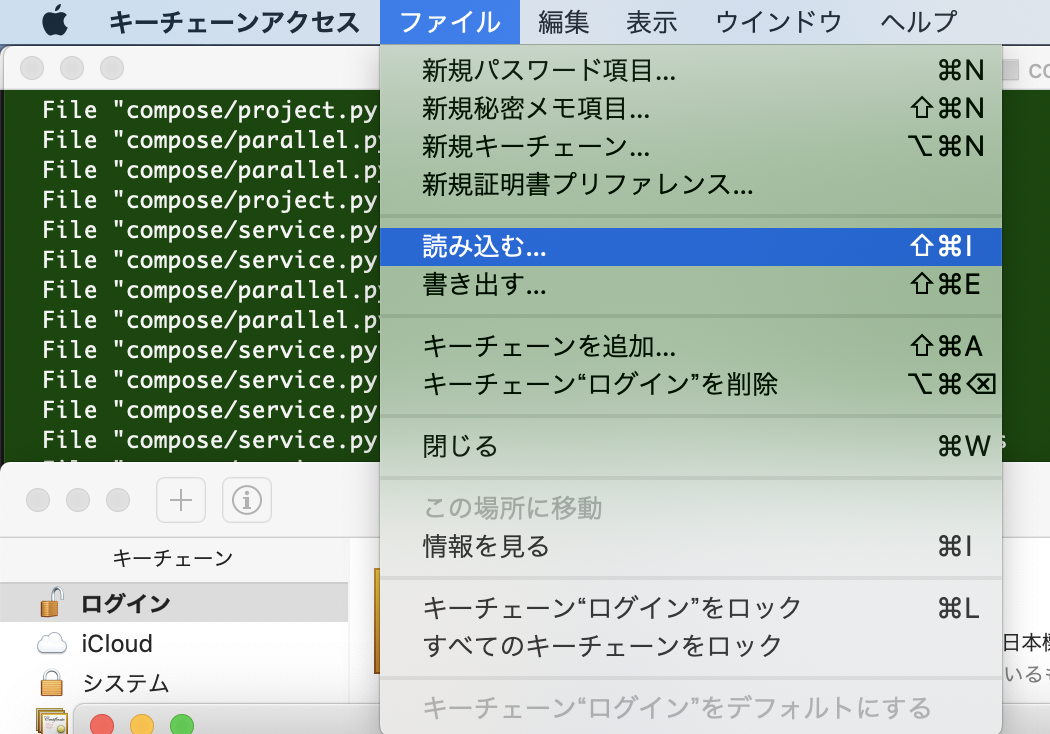 キーチェーンアクセス ファイル 編集 表示 ウインドウ ヘルプ
File "compose/project.py
File "compose/parallel.py
File "compose/parallel.py
File "compose/project.py
File "compose/service.py
File "compose/service.py
File "compose/parallel.py
File "compose/parallel.py
File "compose/service.py
File "compose/service.py
File "compose/service.py
File "compose/service.py
新規パスワード項目... ⌘N
新規秘密メモ項目... ⇧⌘N
新規キーチェーン... ⌥⌘N
新規証明書プリファレンス...
読み込む... ⇧⌘I
書き出す... ⇧⌘E
キーチェーンを追加... ⇧⌘A
キーチェーン“ログイン”を削除 ⌥⌘⌫
閉じる ⌘W
この場所に移動
情報を見る ⌘I
キーチェーン“ログイン”をロック ⌘L
すべてのキーチェーンをロック
キーチェーン“ログイン”をデフォルトにする
キーチェーン
ログイン
iCloud
システム
日本
いる